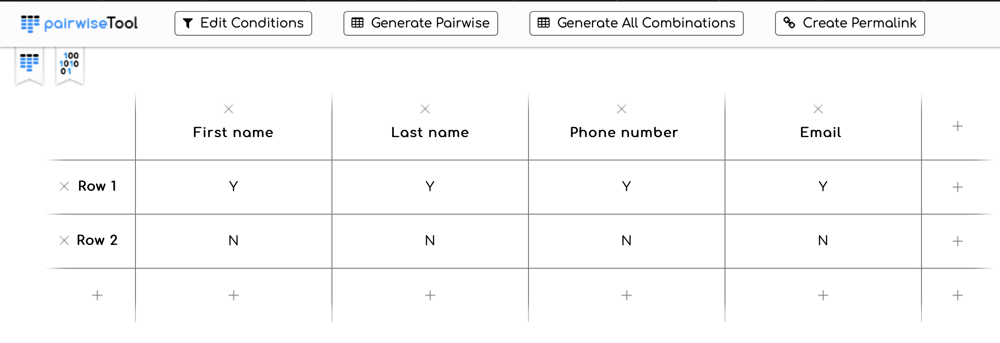 pairwiseTool Edit Conditions Generate Pairwise Generate All Combinations Create Permalink
100
1010
01
First name Last name Phone number Email
Row 1 Y Y Y Y
Row 2 N N N N